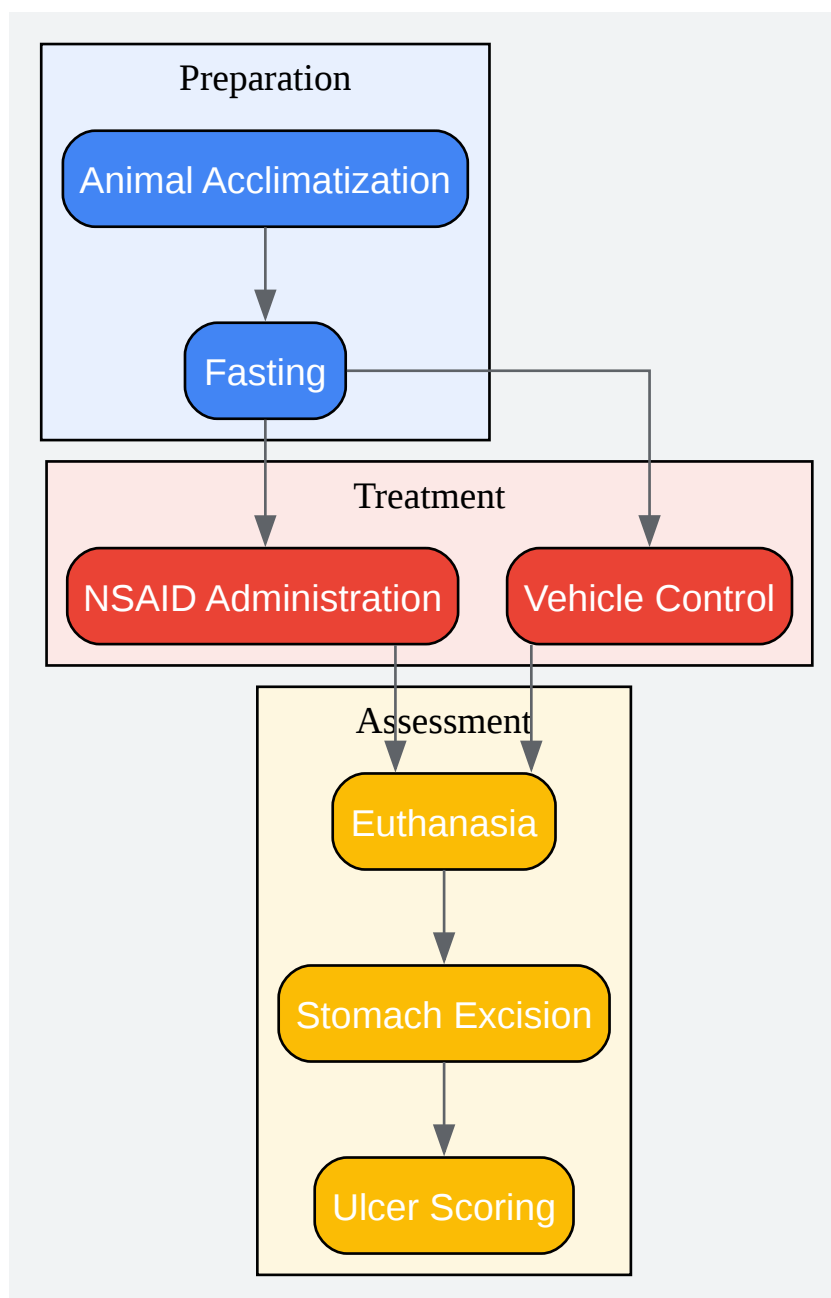 Preparation
Animal Acclimatization
Fasting
Treatment
NSAID Administration
Vehicle Control
Assessment
Euthanasia
Stomach Excision
Ulcer Scoring